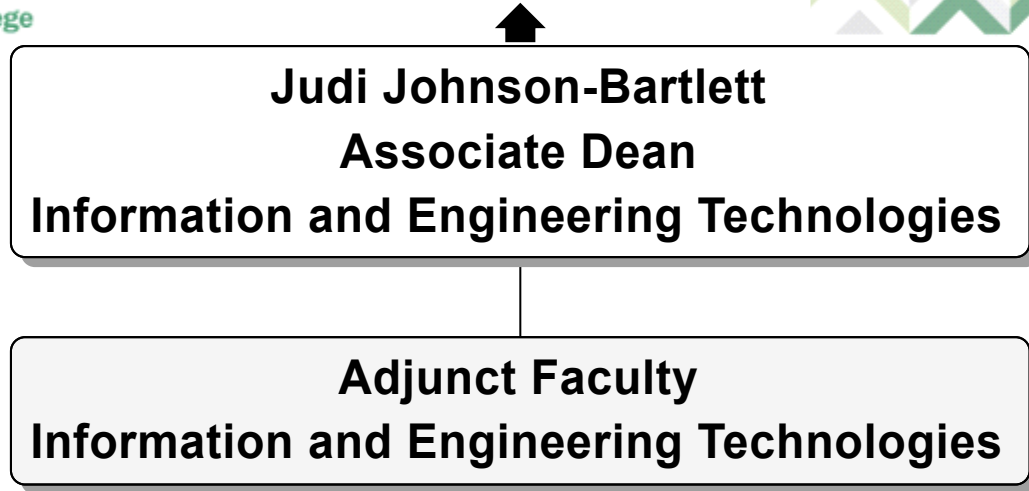 Judi Johnson-Bartlett
Associate Dean
Information and Engineering Technologies
Adjunct Faculty
Information and Engineering Technologies